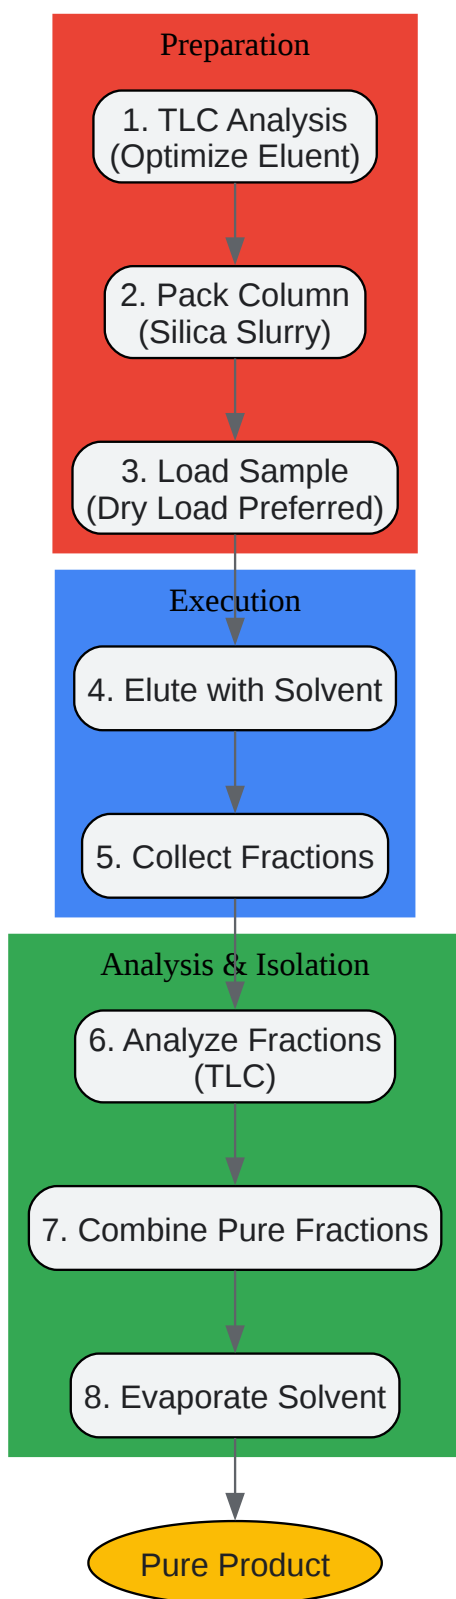 Preparation
1. TLC Analysis
(Optimize Eluent)
2. Pack Column
(Silica Slurry)
3. Load Sample
(Dry Load Preferred)
Execution
4. Elute with Solvent
5. Collect Fractions
Analysis & Isolation
6. Analyze Fractions
(TLC)
7. Combine Pure Fractions
8. Evaporate Solvent
Pure Product